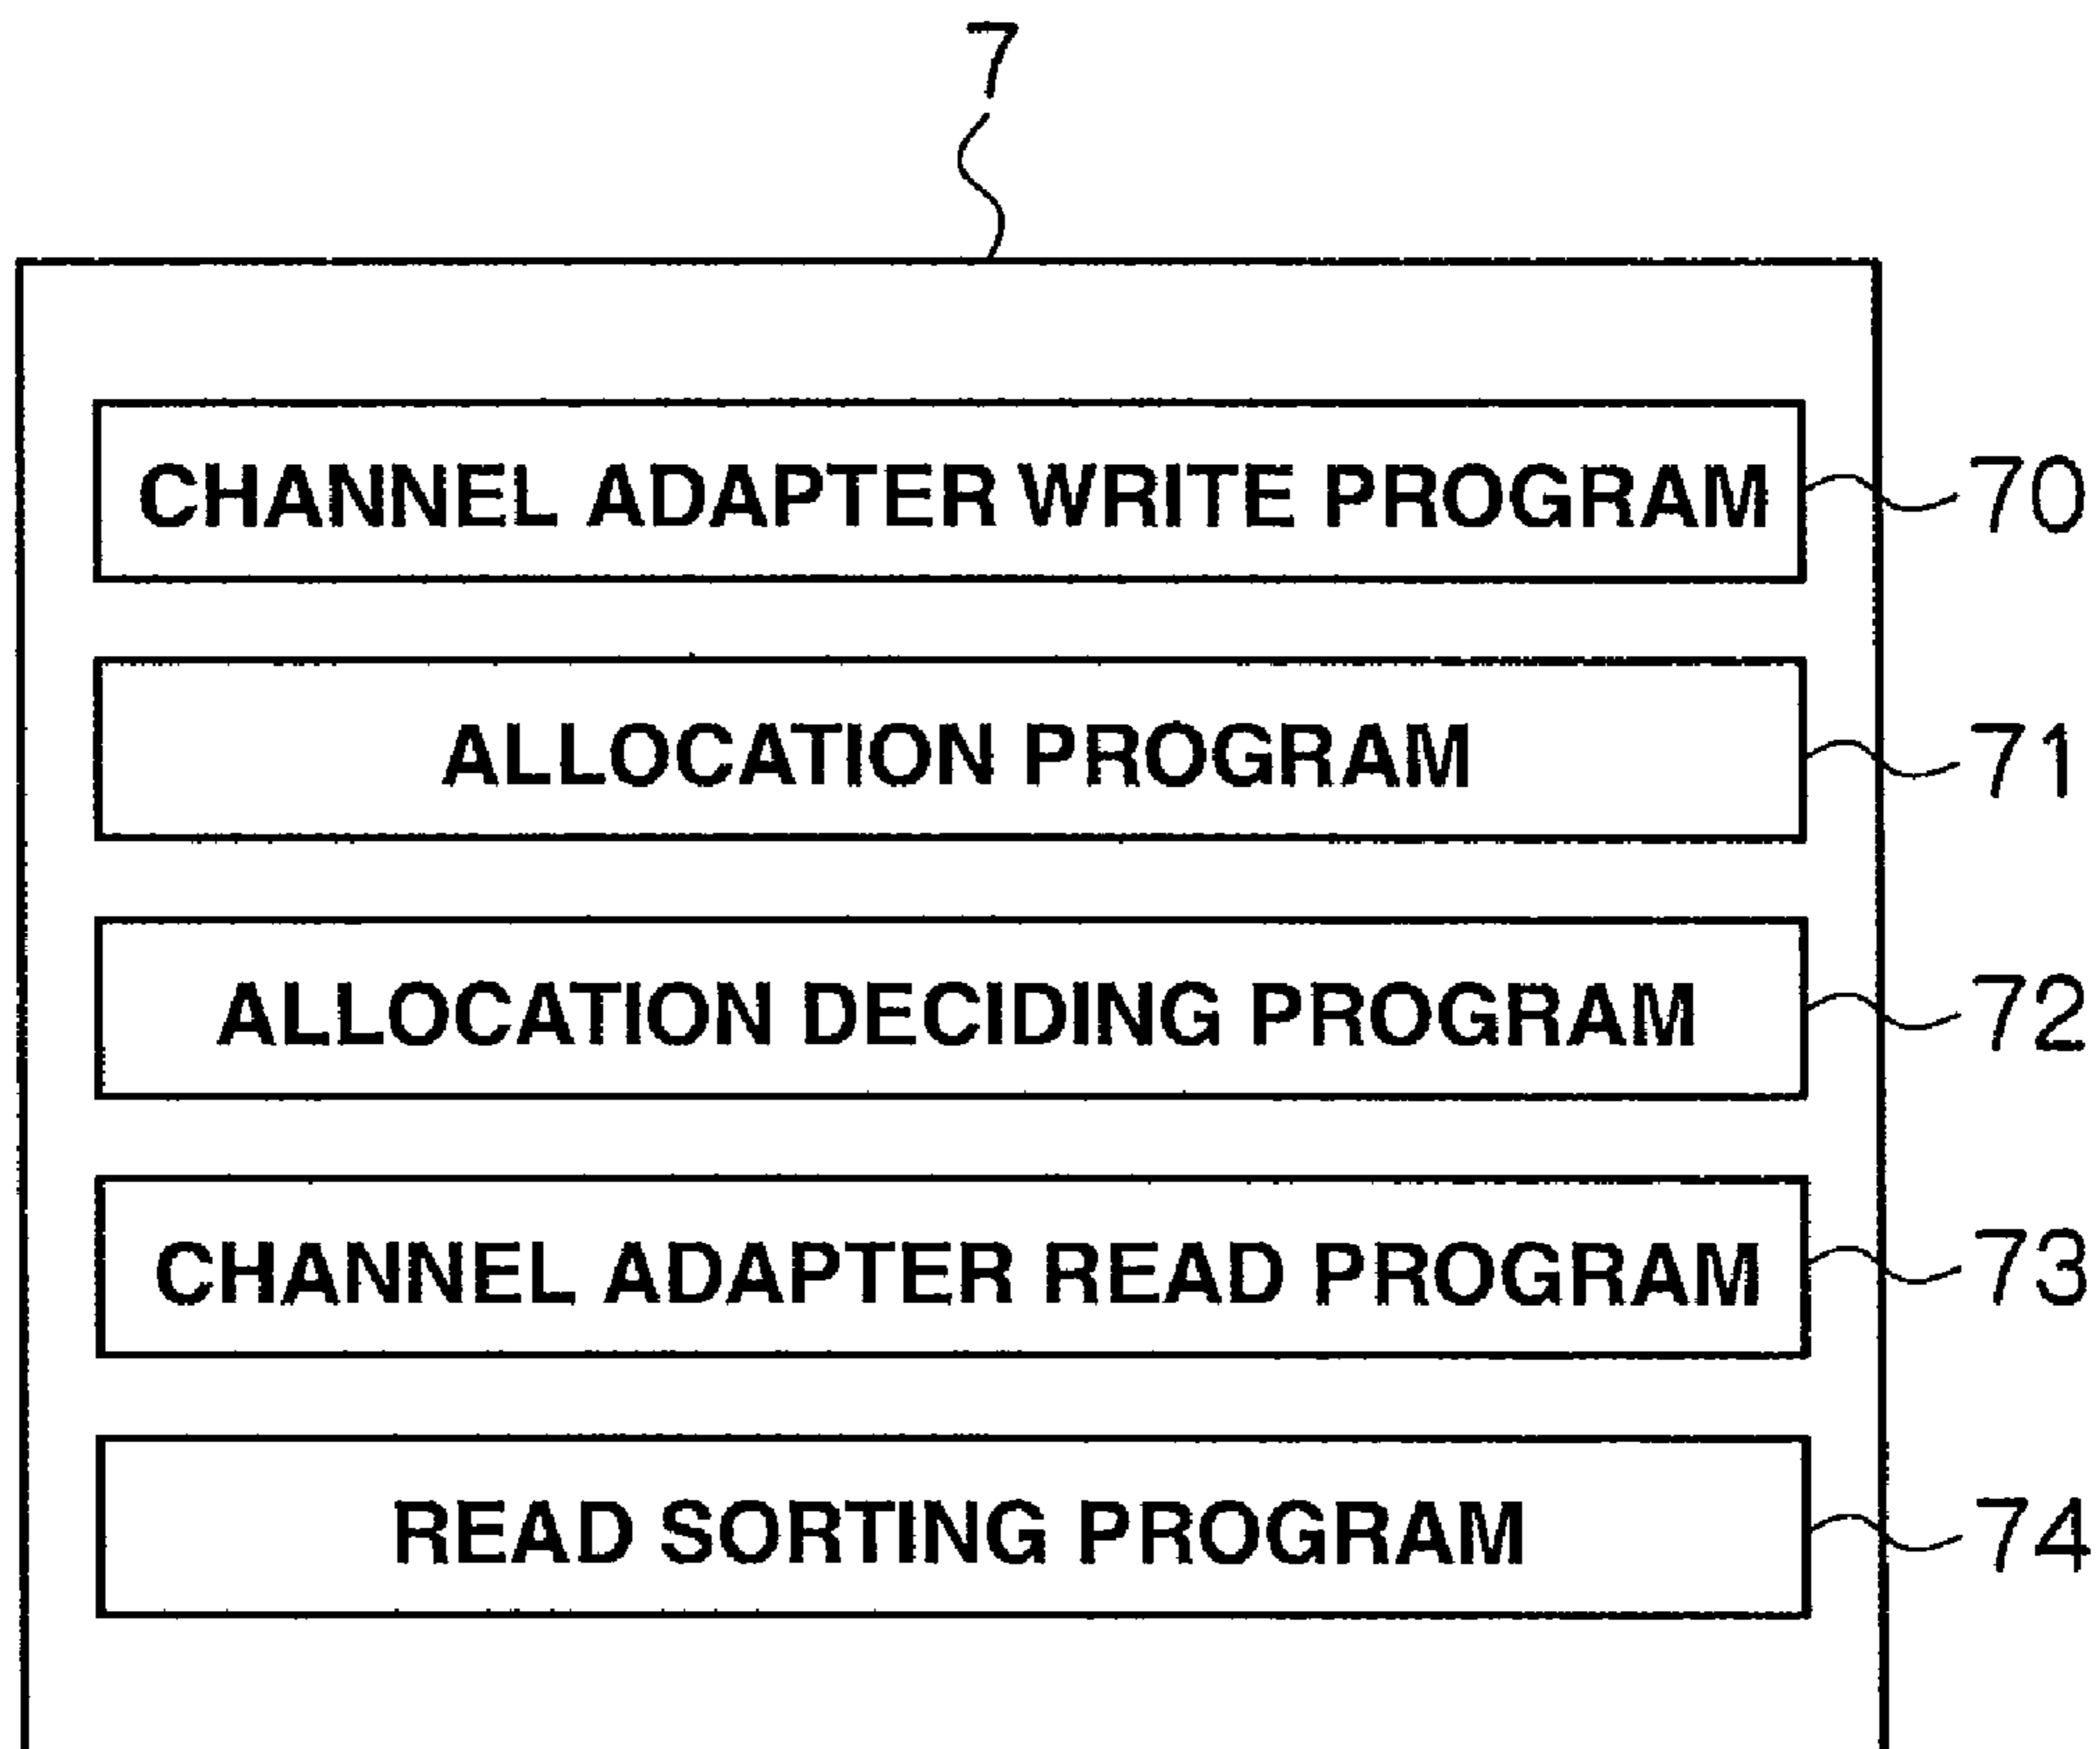 7
CHANNEL ADAPTER WRITE PROGRAM 70
ALLOCATION PROGRAM 71
ALLOCATION DECIDING PROGRAM 72
CHANNEL ADAPTER READ PROGRAM 73
READ SORTING PROGRAM 74